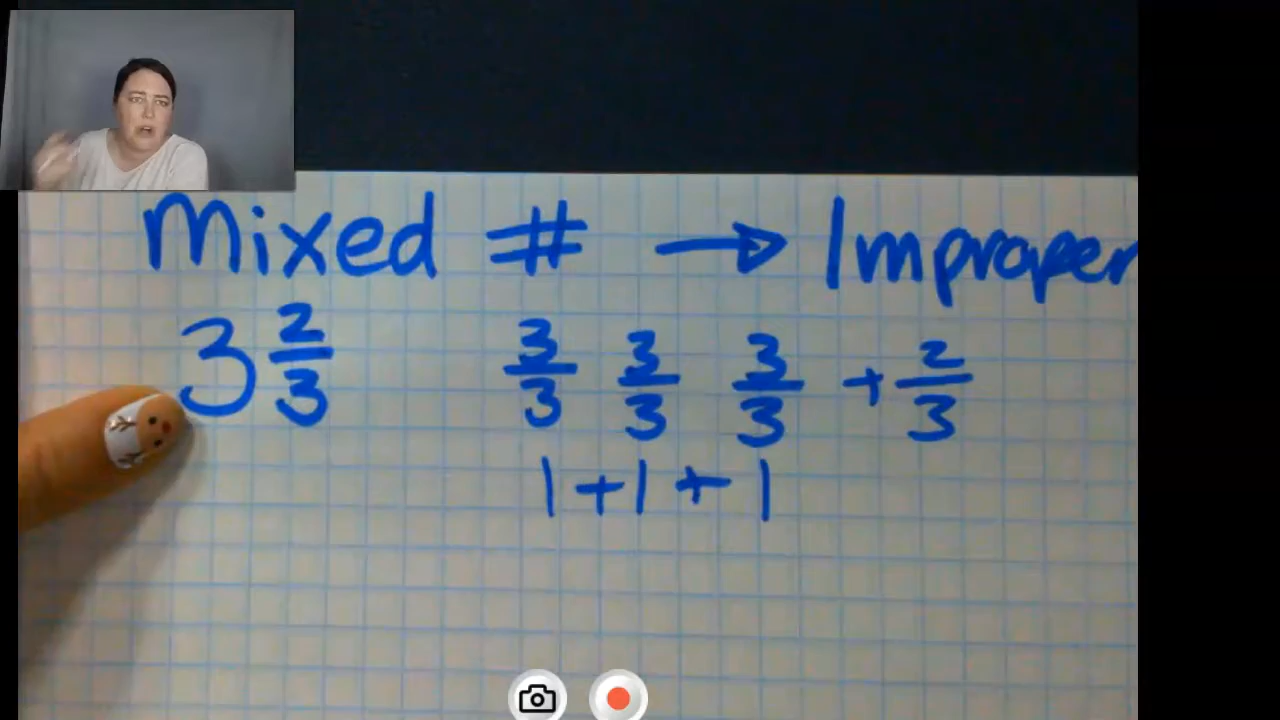 Mixed # → Improper
3 2/3 3/3 3/3 3/3 + 2/3
1 + 1 + 1